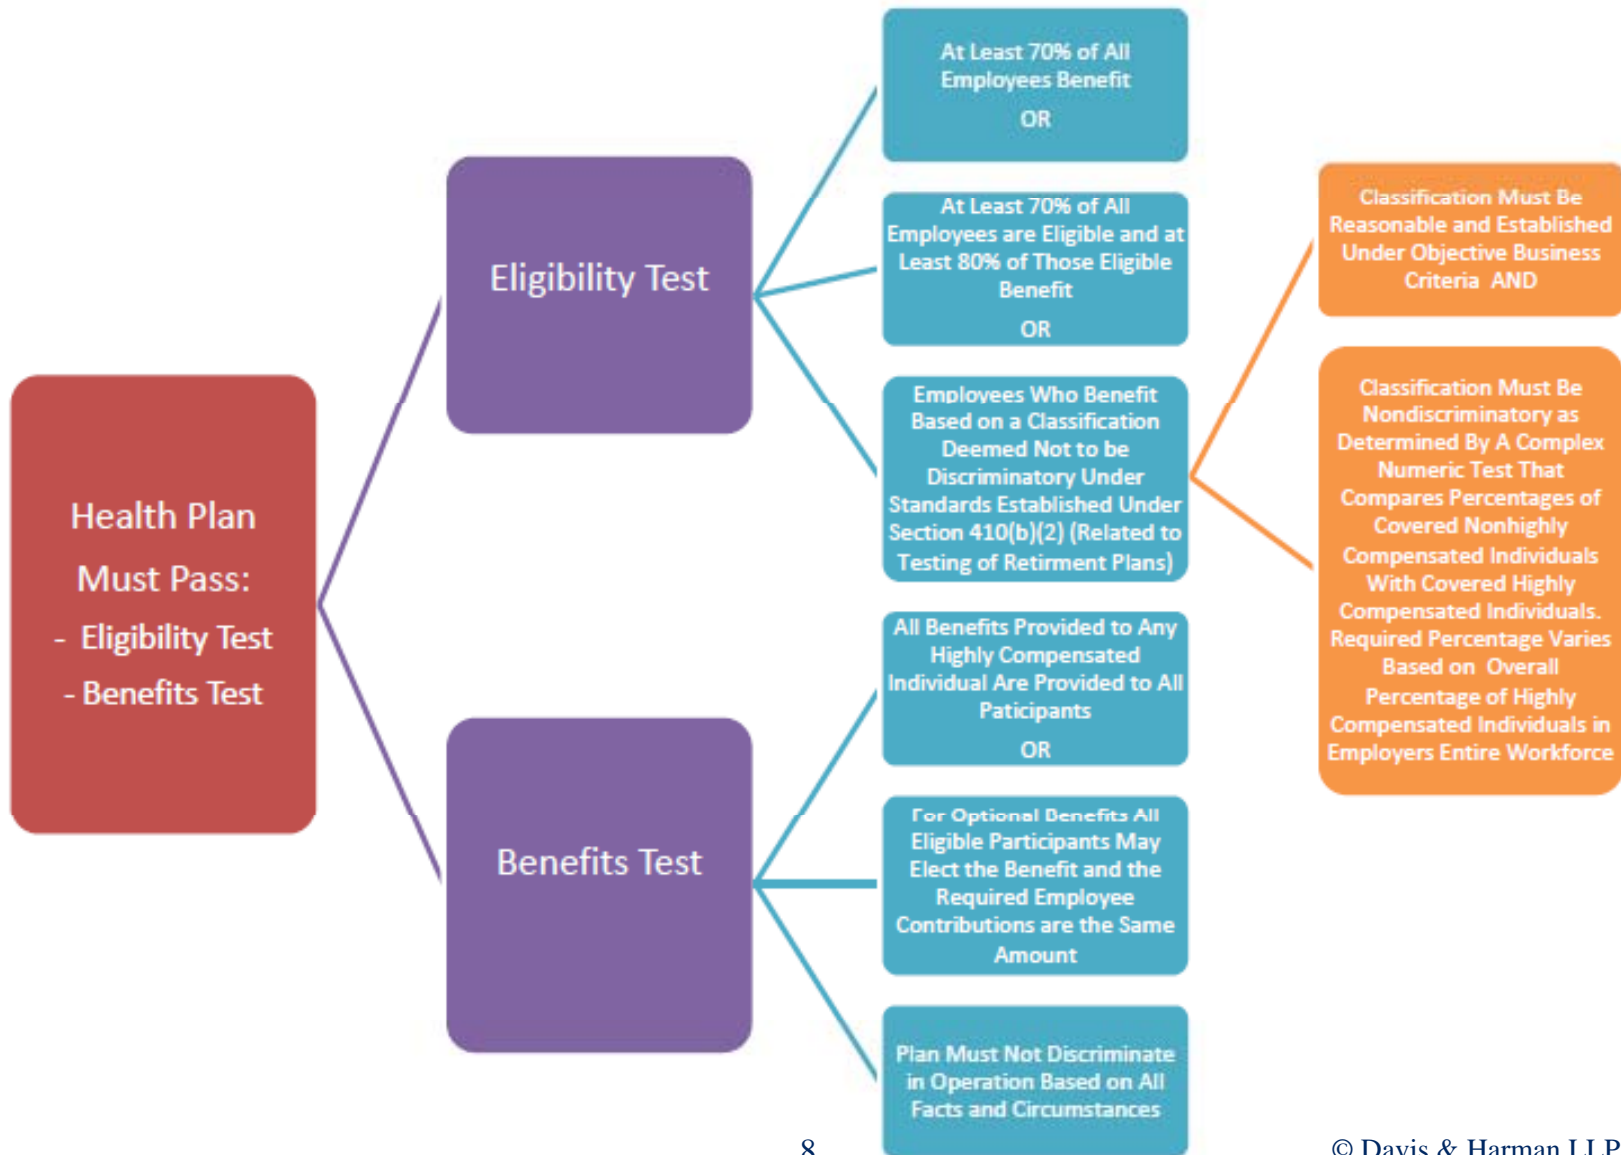 Health Plan
Must Pass:
- Eligibility Test
- Benefits Test
Eligibility Test
Benefits Test
At Least 70% of All
Employees Benefit
OR
At Least 70% of All
Employees are Eligible and at
Least 80% of Those Eligible
Benefit
OR
Employees Who Benefit
Based on a Classification
Deemed Not to be
Discriminatory Under
Standards Established Under
Section 410(b)(2) (Related to
Testing of Retirment Plans)
All Benefits Provided to Any
Highly Compensated
Individual Are Provided to All
Paticipants
OR
For Optional Benefits All
Eligible Participants May
Elect the Benefit and the
Required Employee
Contributions are the Same
Amount
Plan Must Not Discriminate
in Operation Based on All
Facts and Circumstances
Classification Must Be
Reasonable and Established
Under Objective Business
Criteria AND
Classification Must Be
Nondiscriminatory as
Determined By A Complex
Numeric Test That
Compares Percentages of
Covered Nonhighly
Compensated Individuals
With Covered Highly
Compensated Individuals.
Required Percentage Varies
Based on Overall
Percentage of Highly
Compensated Individuals in
Employers Entire Workforce
8
© Davis & Harman LLP